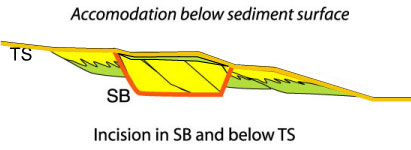 Accomodation below sediment surface
TS
SB
Incision in SB and below TS